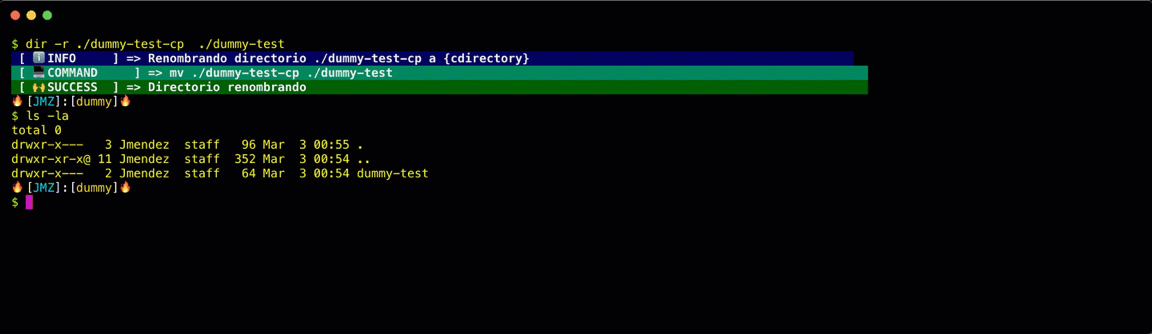 $ dir -r ./dummy-test-cp  ./dummy-test
[ ℹ️INFO     ] => Renombrando directorio ./dummy-test-cp a {cdirectory}
[ 💻COMMAND     ] => mv ./dummy-test-cp ./dummy-test
[ 🙌SUCCESS  ] => Directorio renombrando
🔥[JMZ]:[dummy]🔥
$ ls -la
total 0
drwxr-x---   3 Jmendez  staff   96 Mar  3 00:55 .
drwxr-xr-x@ 11 Jmendez  staff  352 Mar  3 00:54 ..
drwxr-x---   2 Jmendez  staff   64 Mar  3 00:54 dummy-test
🔥[JMZ]:[dummy]🔥
$